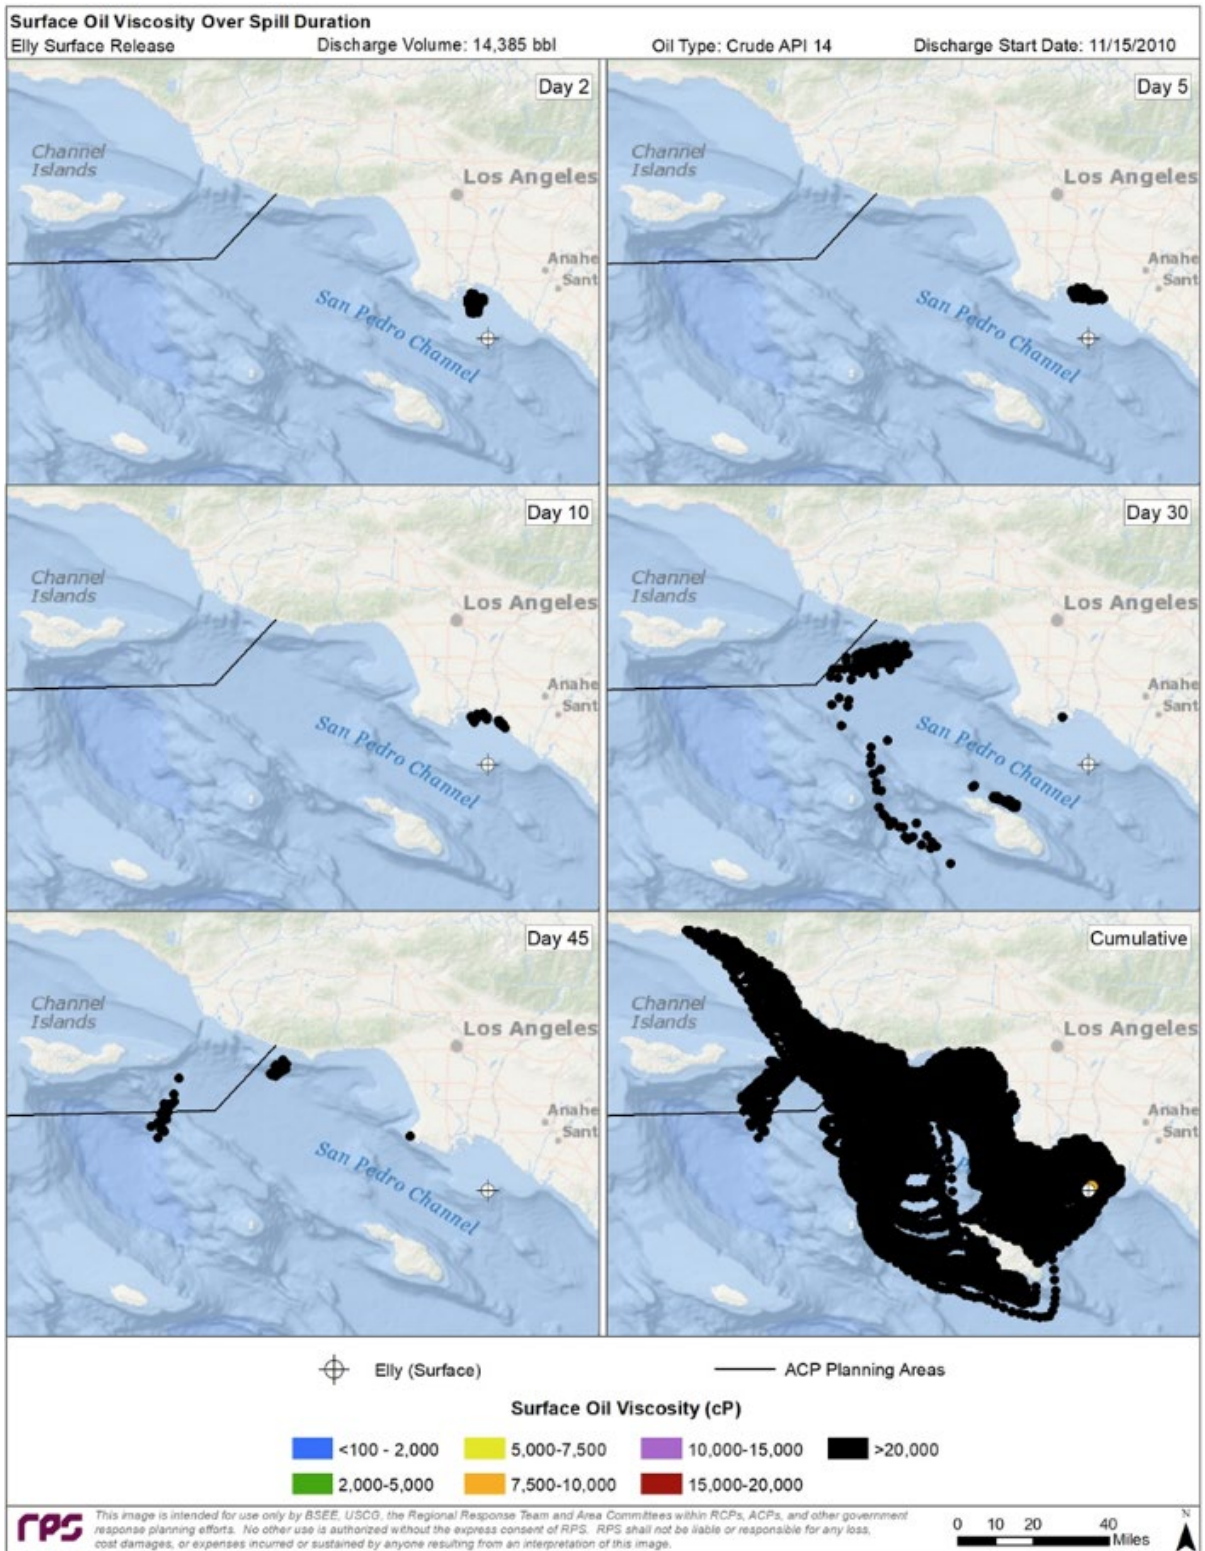 Surface Oil Viscosity Over Spill Duration
Elly Surface Release Discharge Volume: 14,385 bbl Oil Type: Crude API 14 Discharge Start Date: 11/15/2010
Day 2
Channel
Islands
Los Angeles
Anahe
Sant
San Pedro Channel
Day 5
Channel
Islands
Los Angeles
Anahe
Sant
San Pedro Channel
Day 10
Channel
Islands
Los Angeles
Anahe
Sant
San Pedro Channel
Day 30
Channel
Islands
Los Angeles
Anahe
Sant
San Pedro Channel
Day 45
Channel
Islands
Los Angeles
Anahe
Sant
San Pedro Channel
Cumulative
Channel
Islands
Los Angeles
Anahe
Sant
Elly (Surface) ACP Planning Areas
Surface Oil Viscosity (cP)
<100 - 2,000 5,000-7,500 10,000-15,000 >20,000
2,000-5,000 7,500-10,000 15,000-20,000
rps
This image is intended for use only by BSEE, USCG, the Regional Response Team and Area Committees within RCPs, ACPs, and other government
response planning efforts. No other use is authorized without the express consent of RPS. RPS shall not be liable or responsible for any loss,
cost damages, or expenses incurred or sustained by anyone resulting from an interpretation of this image.
0 10 20 40
Miles
N